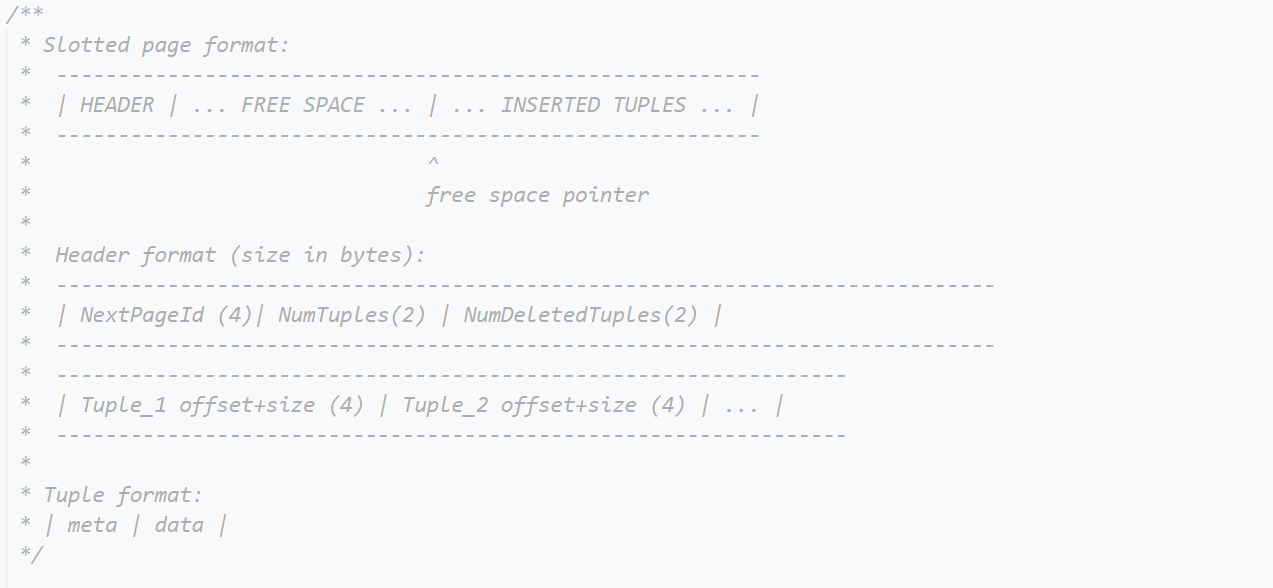 /**
 * Slotted page format:
 *  ---------------------------------------------------------
 *  | HEADER | ... FREE SPACE ... | ... INSERTED TUPLES ... |
 *  ---------------------------------------------------------
 *                                ^
 *                                free space pointer
 *
 *  Header format (size in bytes):
 *  ----------------------------------------------------------------------------
 *  | NextPageId (4)| NumTuples(2) | NumDeletedTuples(2) |
 *  ----------------------------------------------------------------------------
 *  ----------------------------------------------------------------
 *  | Tuple_1 offset+size (4) | Tuple_2 offset+size (4) | ... |
 *  ----------------------------------------------------------------
 *
 * Tuple format:
 * | meta | data |
 */